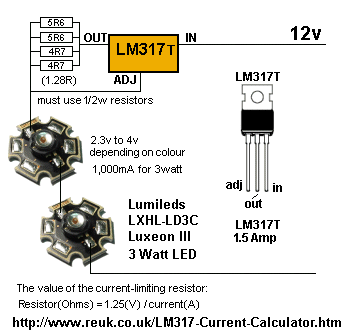 5R6
5R6
4R7
4R7
(1.28R)
OUT
LM317T
IN
ADJ
12v
must use 1/2w resistors
LM317T
2.3v to 4v
depending on colour
1,000mA for 3watt
adj
in
out
Lumileds
LXHL-LD3C
Luxeon III
3 Watt LED
LM317T
1.5 Amp
The value of the current-limiting resistor:
Resistor(Ohms) = 1.25(V) / current(A)
http://www.reuk.co.uk/LM317-Current-Calculator.htm